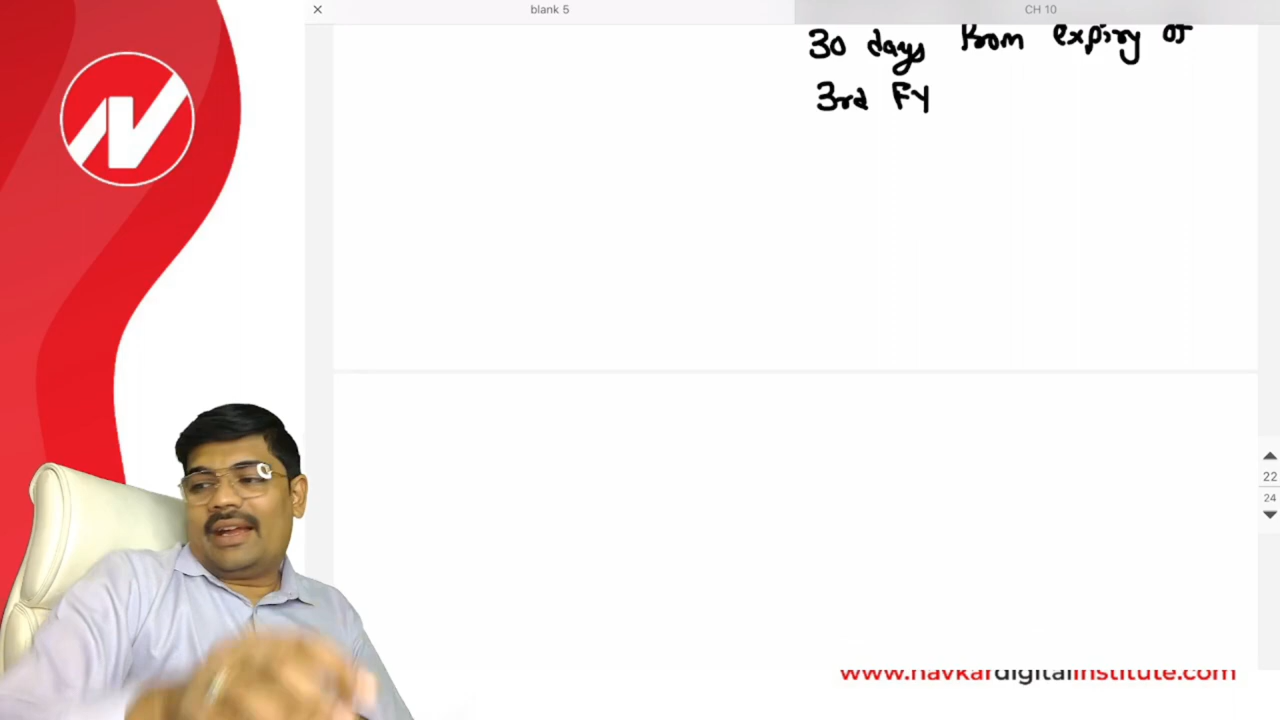 blank 5
CH 10
30 days from expiry of
3rd FY
22
24
www.navkardigitalinstitute.com